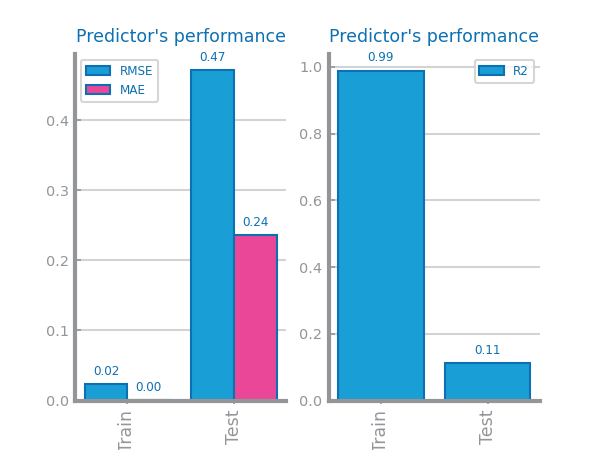 Predictor's performance
0.47
RMSE
MAE
0.4
0.3
0.24
0.2
0.1
0.02
0.00
0.0
Train
Test
Predictor's performance
0.99
1.0
R2
0.8
0.6
0.4
0.2
0.11
0.0
Train
Test